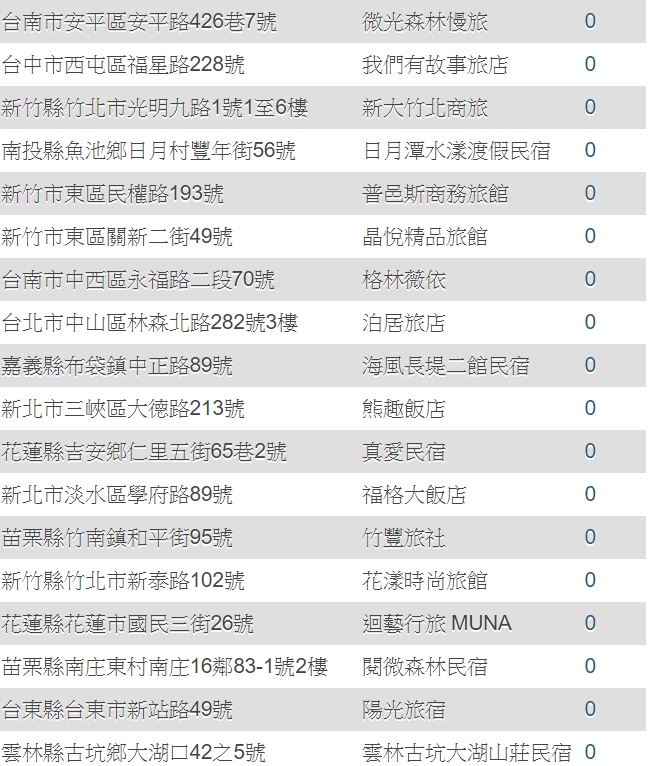 台南市安平區安平路426巷7號 微光森林慢旅 0
台中市西屯區福星路228號 我們有故事旅店 0
新竹縣竹北市光明九路1號1至6樓 新大竹北商旅 0
南投縣魚池鄉日月村豐年街56號 日月潭水漾渡假民宿 0
新竹市東區民權路193號 普邑斯商務旅館 0
新竹市東區關新二街49號 晶悅精品旅館 0
台南市中西區永福路二段70號 格林薇依 0
台北市中山區林森北路282號3樓 泊居旅店 0
嘉義縣布袋鎮中正路89號 海風長堤二館民宿 0
新北市三峽區大德路213號 熊趣飯店 0
花蓮縣吉安鄉仁里五街65巷2號 真愛民宿 0
新北市淡水區學府路89號 福格大飯店 0
苗栗縣竹南鎮和平街95號 竹豐旅社 0
新竹縣竹北市新泰路102號 花漾時尚旅館 0
花蓮縣花蓮市國民三街26號 迴藝行旅 MUNA 0
苗栗縣南庄東村南庄16鄰83-1號2樓 閱微森林民宿 0
台東縣台東市新站路49號 陽光旅宿 0
雲林縣古坑鄉大湖口42之5號 雲林古坑大湖山莊民宿 0